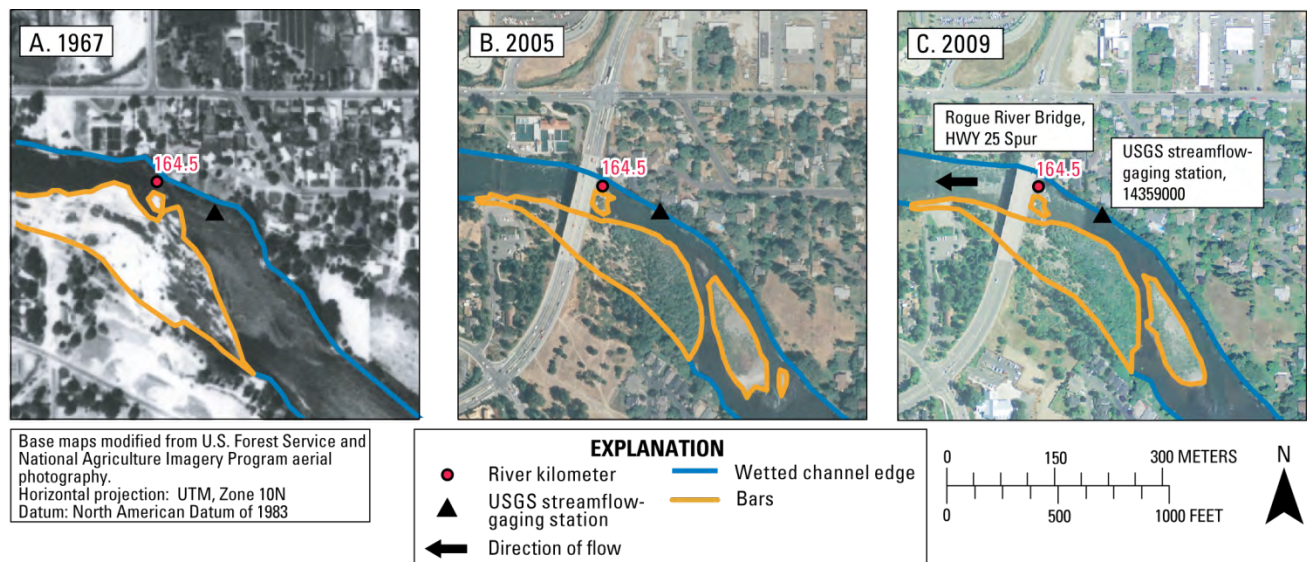 A. 1967
164.5
B. 2005
164.5
C. 2009
Rogue River Bridge,
HWY 25 Spur
164.5
USGS streamflow-
gaging station,
14359000
Base maps modified from U.S. Forest Service and
National Agriculture Imagery Program aerial
photography.
Horizontal projection: UTM, Zone 10N
Datum: North American Datum of 1983
EXPLANATION
River kilometer
USGS streamflow-
gaging station
Direction of flow
Wetted channel edge
Bars
0 150 300 METERS
0 500 1000 FEET
N